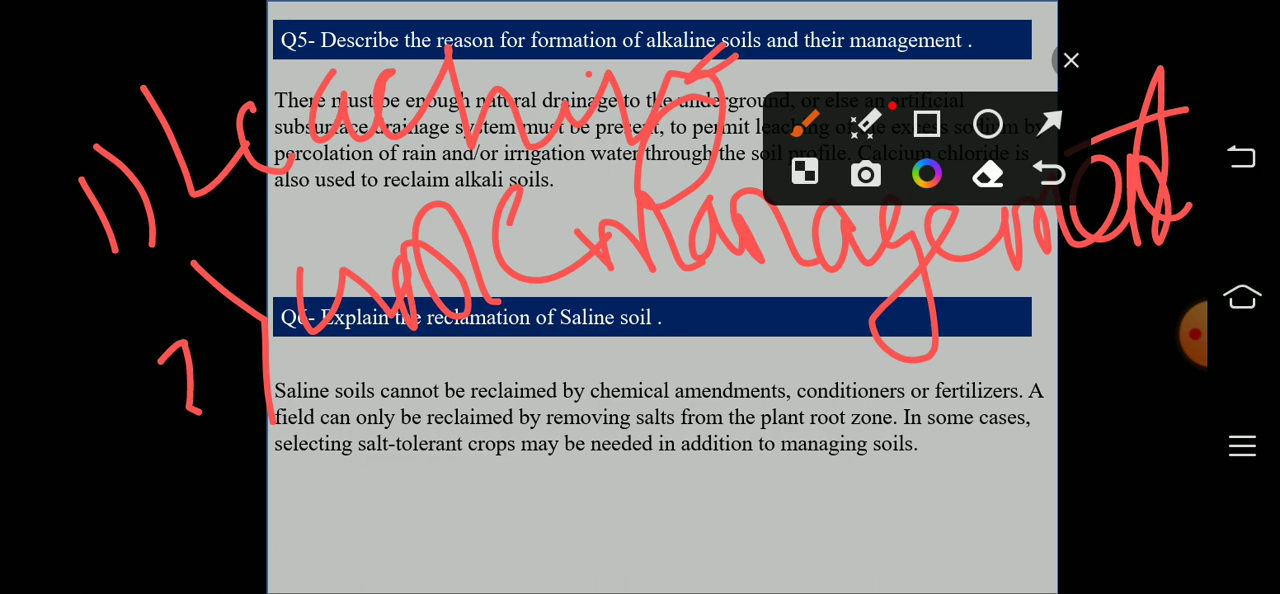 Q5- Describe the reason for formation of alkaline soils and their management .
1) leaching
There must be enough natural drainage to the underground, or else an artificial
subsurface drainage system must be present, to permit leaching of the excess sodium by
percolation of rain and/or irrigation water through the soil profile. Calcium chloride is
also used to reclaim alkali soils.
management
Q6- Explain the reclamation of Saline soil .
Saline soils cannot be reclaimed by chemical amendments, conditioners or fertilizers. A
field can only be reclaimed by removing salts from the plant root zone. In some cases,
selecting salt-tolerant crops may be needed in addition to managing soils.